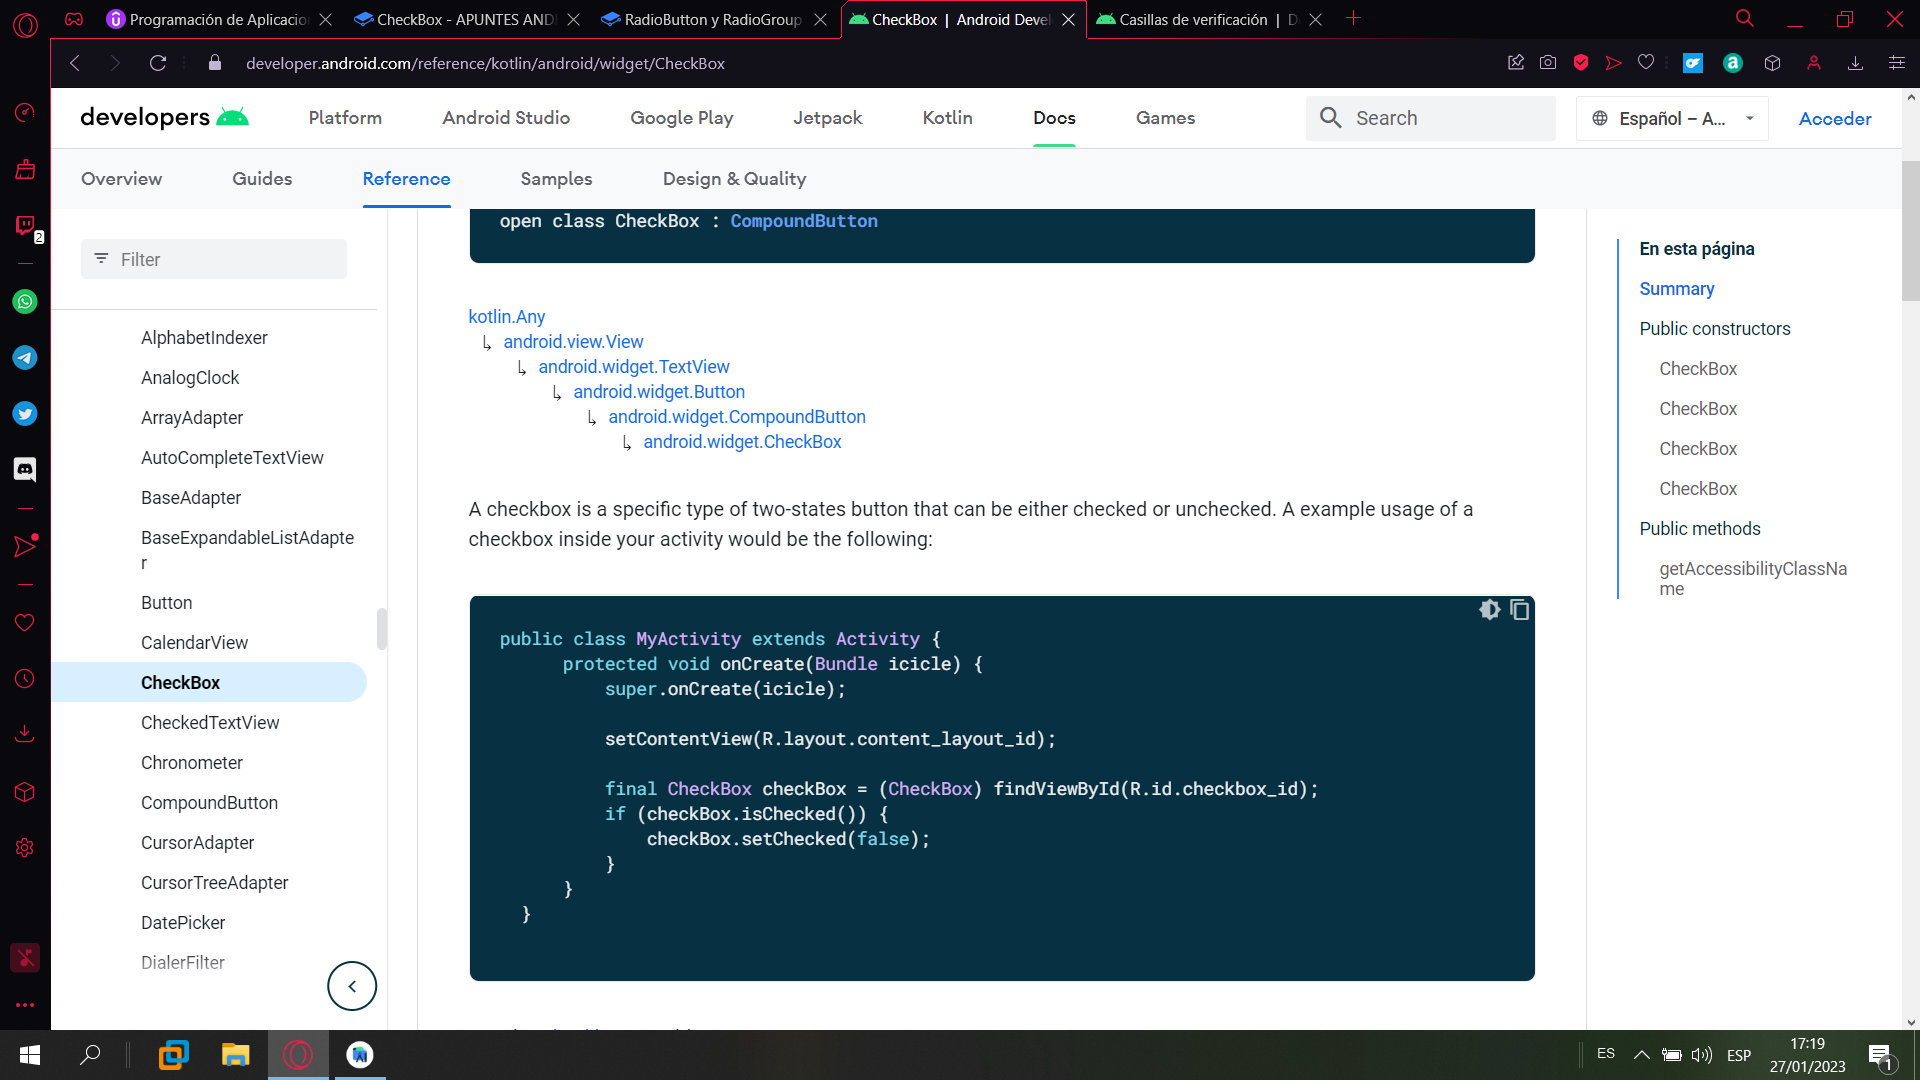 Programación de Aplicacio
CheckBox - APUNTES AND
RadioButton y RadioGroup
CheckBox | Android Devel
Casillas de verificación | D
developer.android.com/reference/kotlin/android/widget/CheckBox
developers
Platform
Android Studio
Google Play
Jetpack
Kotlin
Docs
Games
Search
Español – A...
Acceder
Overview
Guides
Reference
Samples
Design & Quality
2
Filter
AlphabetIndexer
AnalogClock
ArrayAdapter
AutoCompleteTextView
BaseAdapter
BaseExpandableListAdapte
r
Button
CalendarView
CheckBox
CheckedTextView
Chronometer
CompoundButton
CursorAdapter
CursorTreeAdapter
DatePicker
DialerFilter
open class CheckBox : CompoundButton
kotlin.Any
↳ android.view.View
↳ android.widget.TextView
↳ android.widget.Button
↳ android.widget.CompoundButton
↳ android.widget.CheckBox
A checkbox is a specific type of two-states button that can be either checked or unchecked. A example usage of a
checkbox inside your activity would be the following:
public class MyActivity extends Activity {
protected void onCreate(Bundle icicle) {
super.onCreate(icicle);
setContentView(R.layout.content_layout_id);
final CheckBox checkBox = (CheckBox) findViewById(R.id.checkbox_id);
if (checkBox.isChecked()) {
checkBox.setChecked(false);
}
}
}
En esta página
Summary
Public constructors
CheckBox
CheckBox
CheckBox
CheckBox
Public methods
getAccessibilityClassNa
me
ES
ESP
17:19
27/01/2023
1